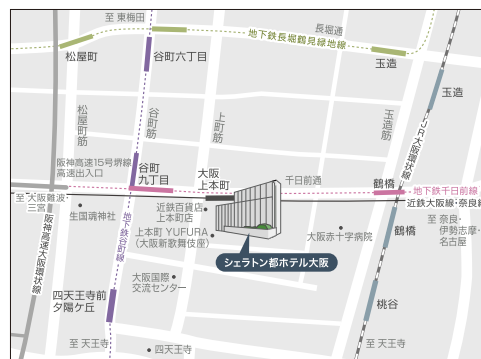 至 東梅田
長堀通
地下鉄長堀鶴見緑地線
松屋町
谷町六丁目
玉造
玉造
松屋町筋
谷町筋
上町筋
玉造筋
JR大阪環状線
阪神高速15号堺線
高速出入口
谷町
九丁目
大阪
上本町
千日前通
鶴橋
地下鉄千日前線
至 大阪難波・
三宮
近鉄大阪線・奈良線
生国魂神社
近鉄百貨店
上本町店
上本町 YUFURA
（大阪新歌舞伎座）
大阪赤十字病院
鶴橋
至 奈良・
伊勢志摩・
名古屋
阪神高速大阪環状線
地下鉄谷町線
シェラトン都ホテル大阪
大阪国際
交流センター
四天王寺前
夕陽ケ丘
桃谷
至 天王寺
四天王寺
至 天王寺